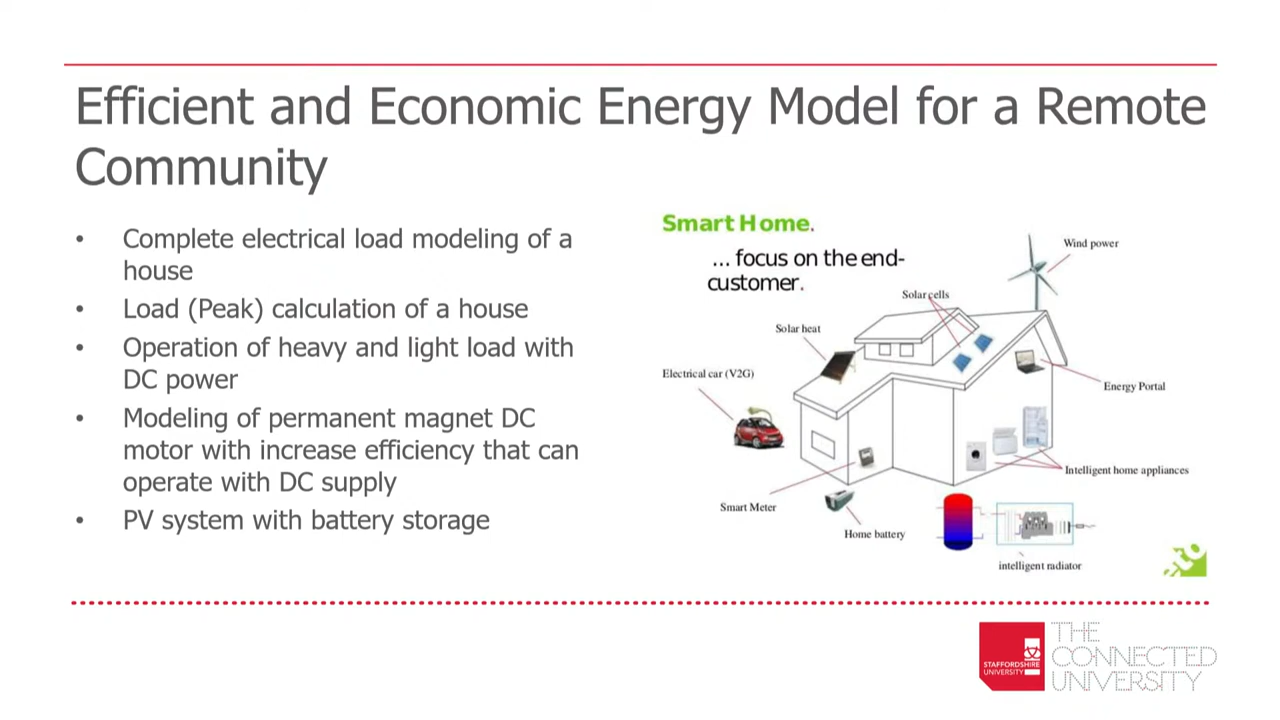 Efficient and Economic Energy Model for a Remote
Community
• Complete electrical load modeling of a
house
• Load (Peak) calculation of a house
• Operation of heavy and light load with
DC power
• Modeling of permanent magnet DC
motor with increase efficiency that can
operate with DC supply
• PV system with battery storage
Smart Home.
... focus on the end-
customer.
Wind power
Solar cells
Solar heat
Electrical car (V2G)
Energy Portal
Intelligent home appliances
Smart Meter
Home battery
intelligent radiator
STAFFORDSHIRE
UNIVERSITY
THE
CONNECTED
UNIVERSITY